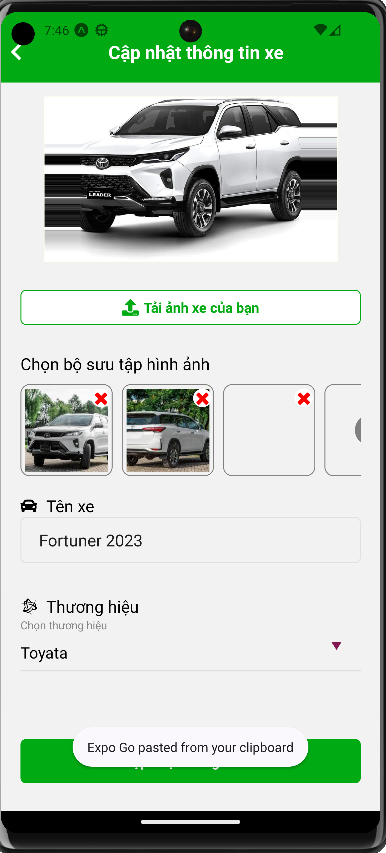 7:46
Cập nhật thông tin xe
LEADER
Tải ảnh xe của bạn
Chọn bộ sưu tập hình ảnh
Tên xe
Fortuner 2023
Thương hiệu
Chọn thương hiệu
Toyata
Expo Go pasted from your clipboard